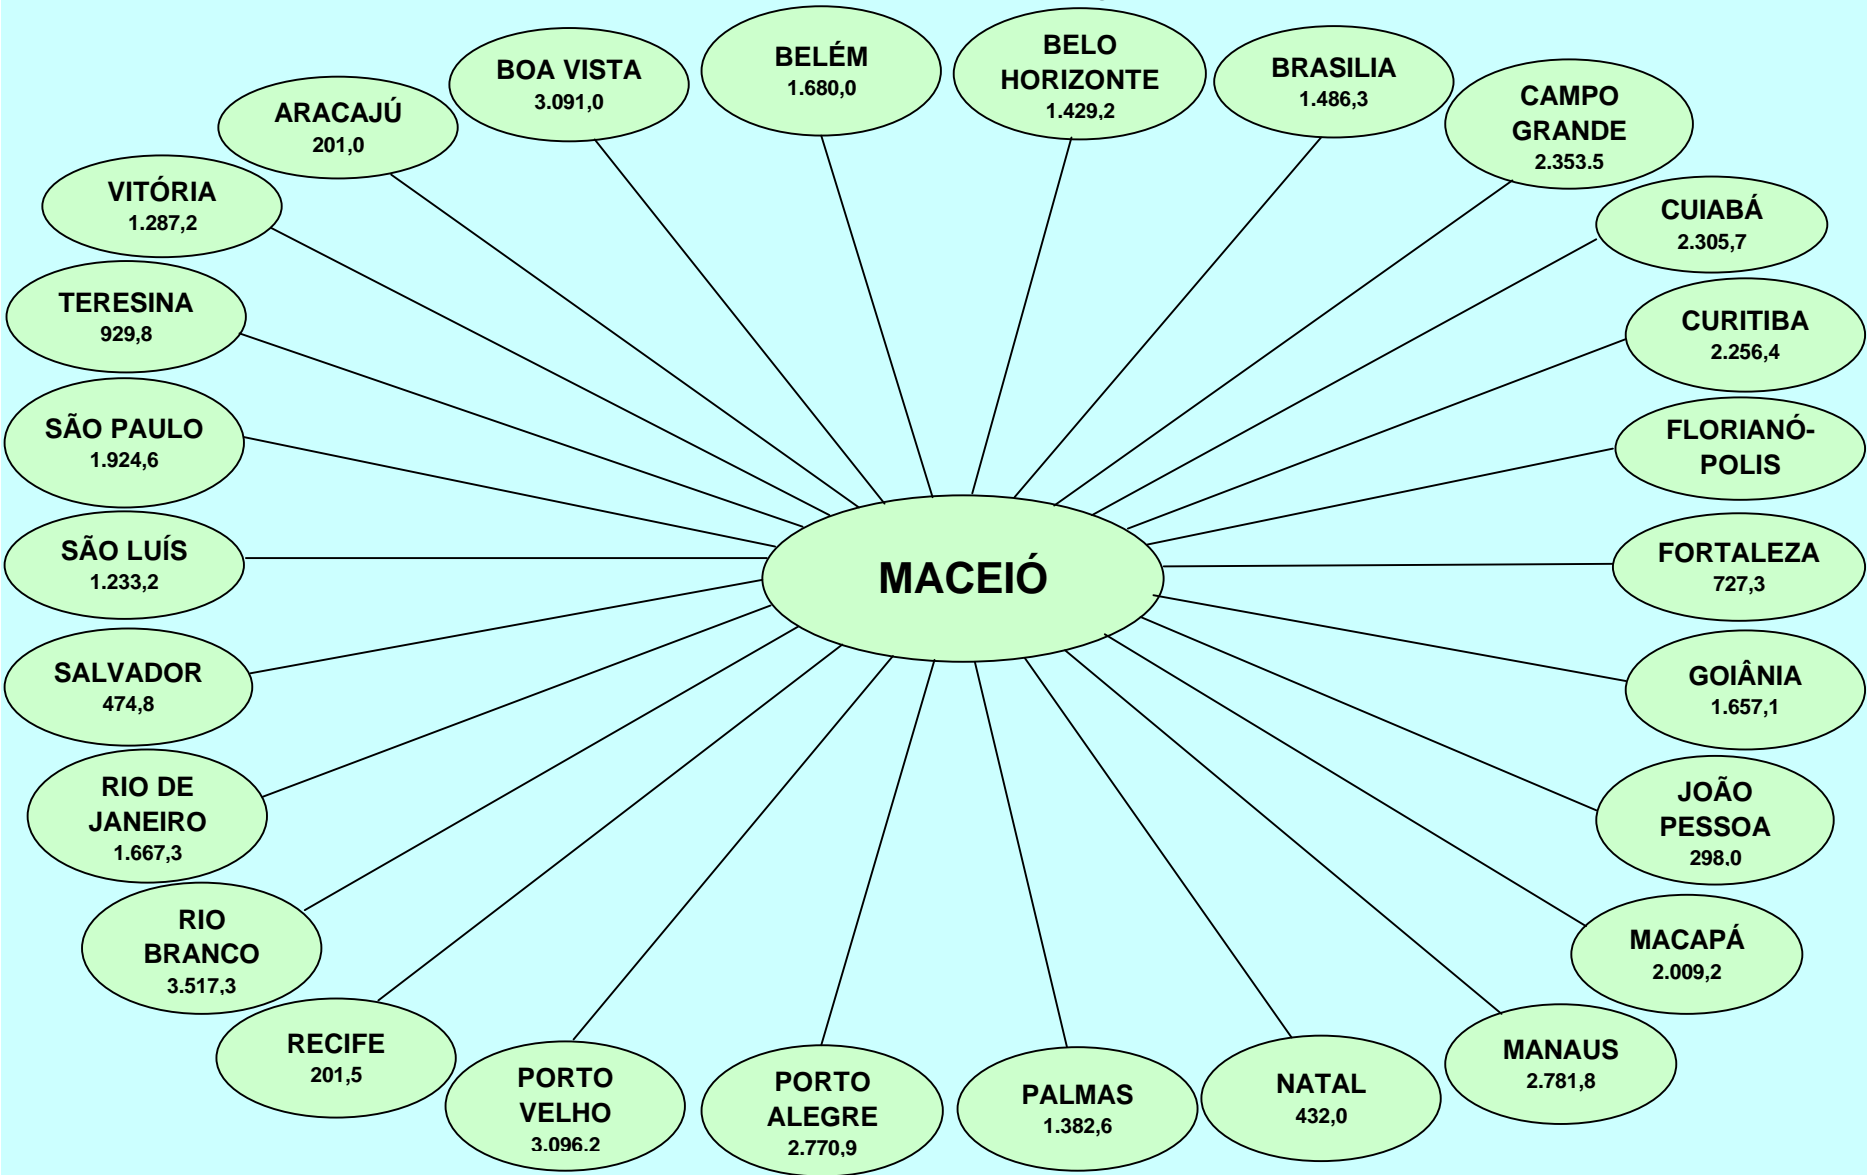 BELÉM
1.680,0
BELO
HORIZONTE
1.429,2
BRASILIA
1.486,3
CAMPO
GRANDE
2.353.5
CUIABÁ
2.305,7
CURITIBA
2.256,4
FLORIANÓ-
POLIS
FORTALEZA
727,3
GOIÂNIA
1.657,1
JOÃO
PESSOA
298.0
MACAPÁ
2.009,2
MANAUS
2.781,8
NATAL
432,0
PALMAS
1.382,6
PORTO
ALEGRE
2.770,9
PORTO
VELHO
3.096.2
RECIFE
201,5
RIO
BRANCO
3.517,3
RIO DE
JANEIRO
1.667,3
SALVADOR
474,8
SÃO LUÍS
1.233,2
SÃO PAULO
1.924,6
TERESINA
929,8
VITÓRIA
1.287,2
ARACAJÚ
201,0
BOA VISTA
3.091,0
MACEIÓ